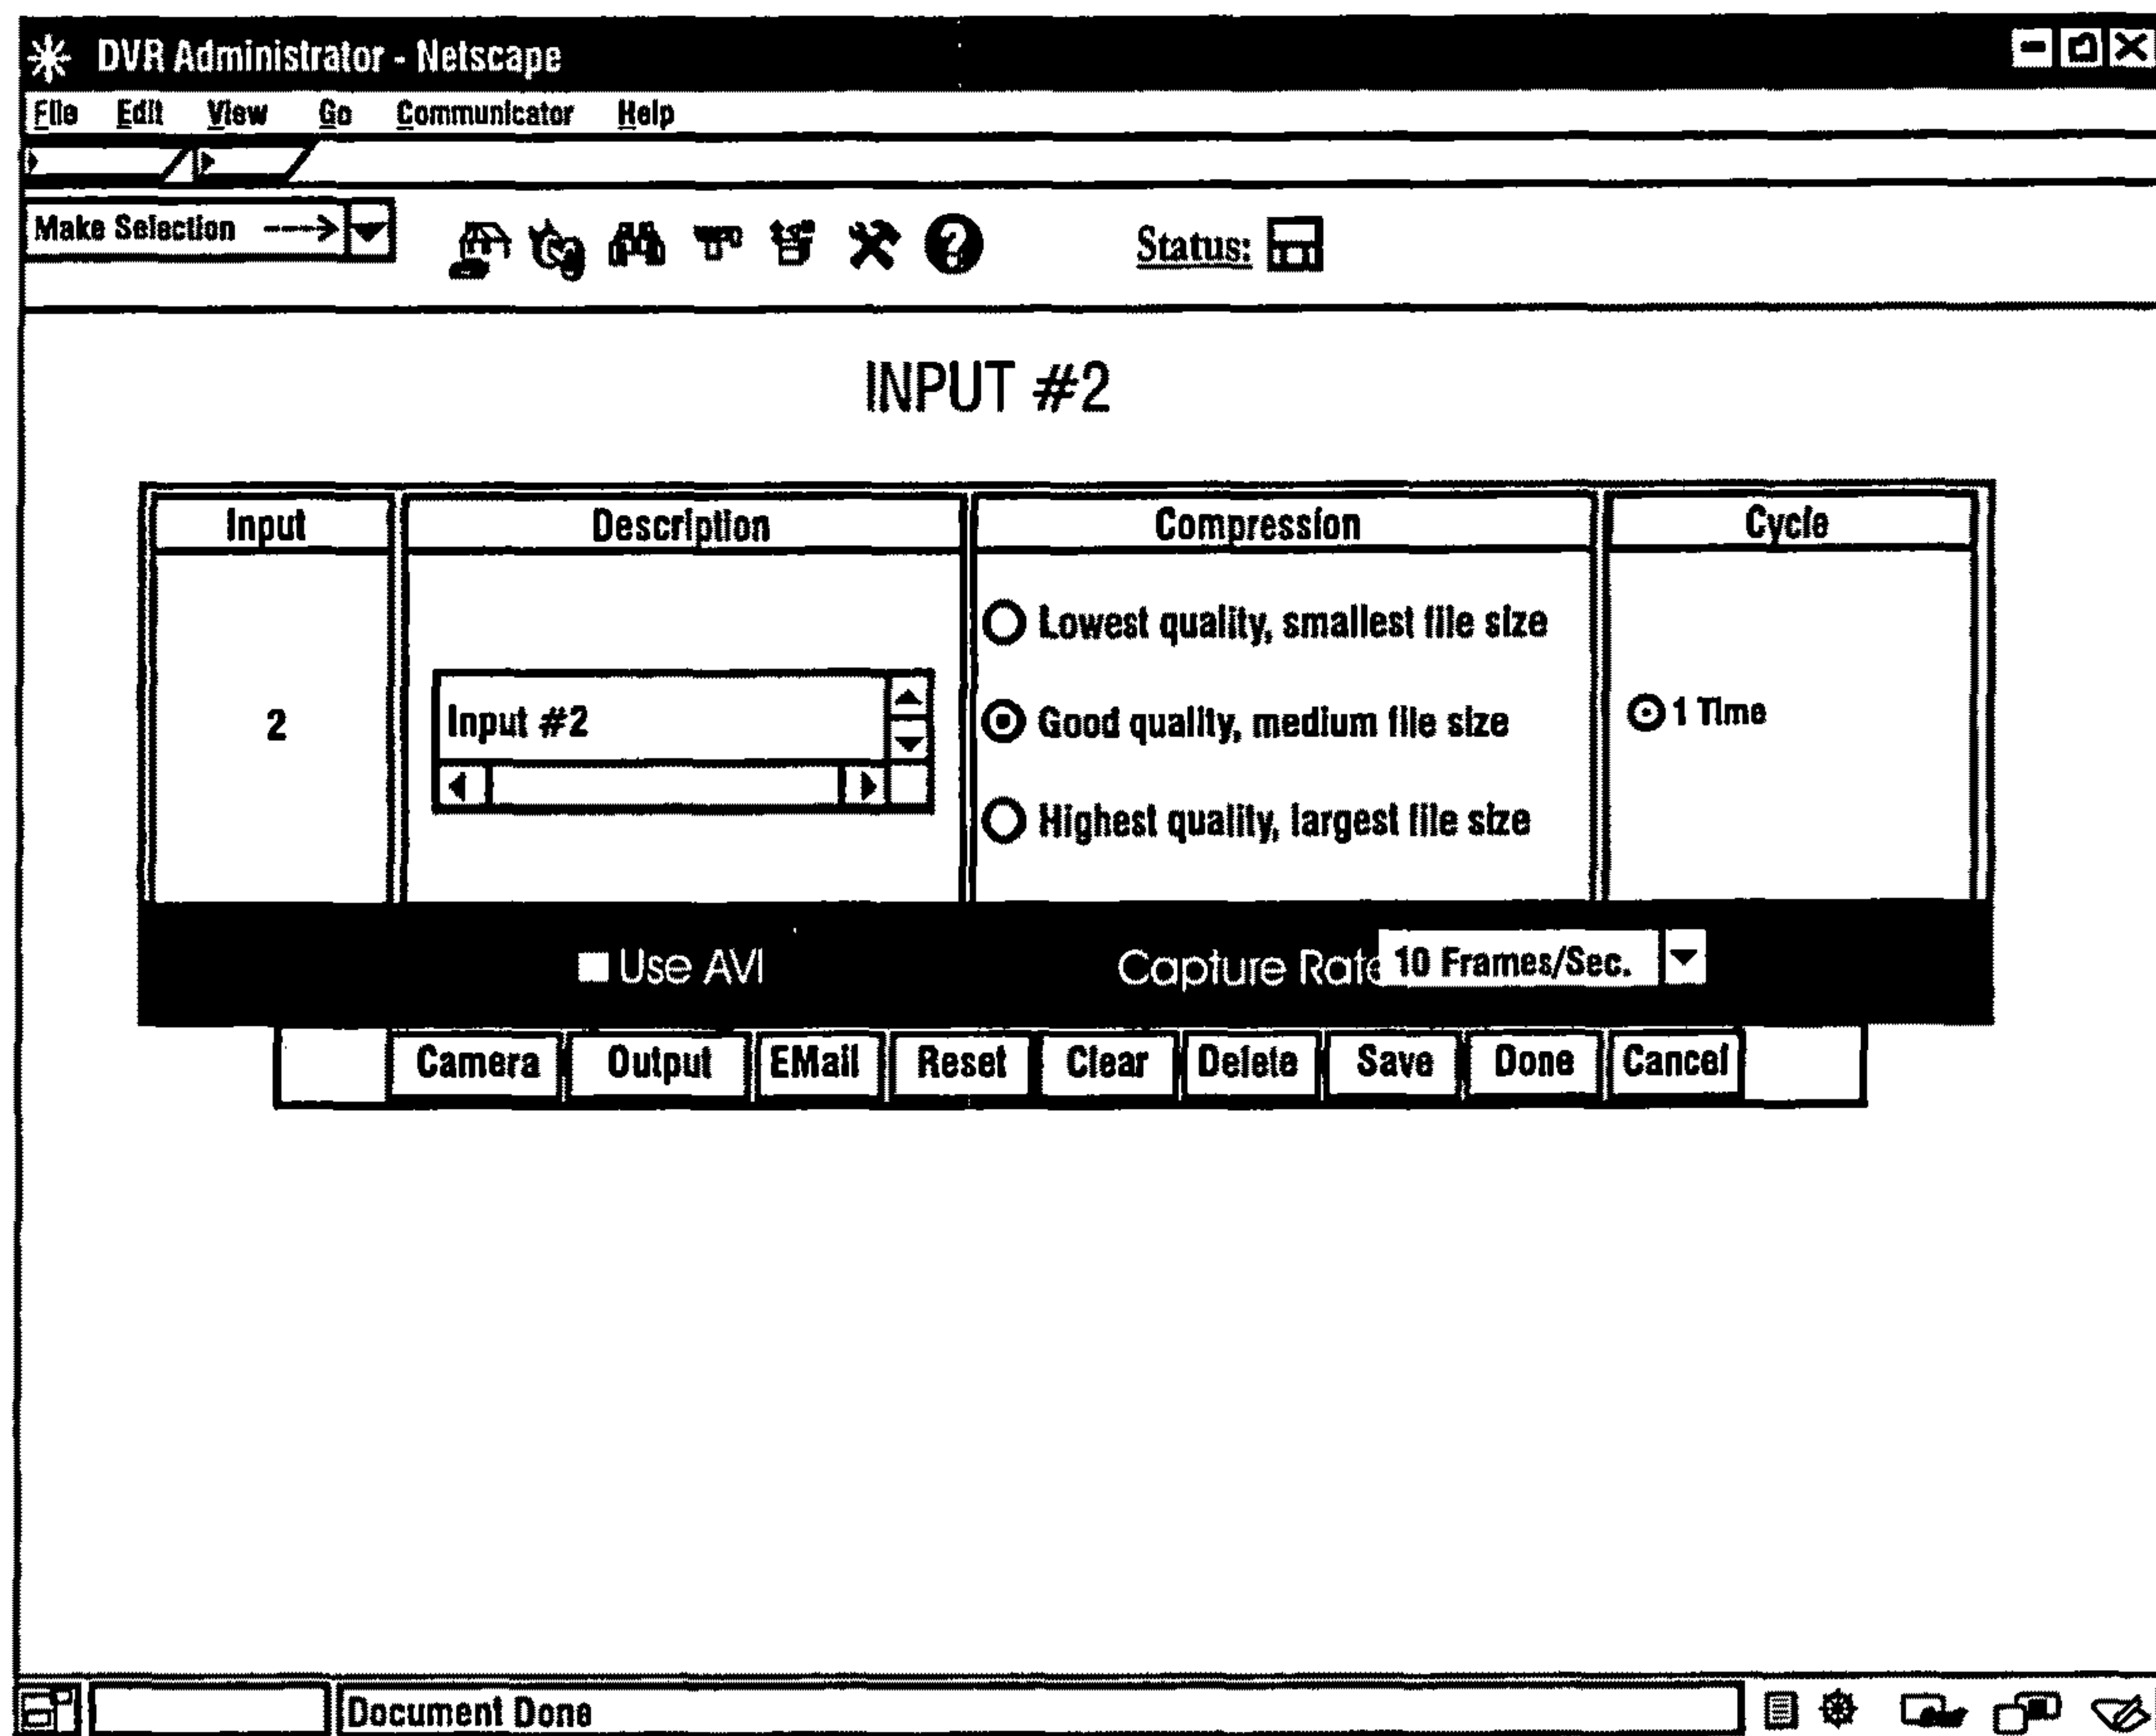 DVR Administrator - Netscape
File Edit View Go Communicator Help
Make Selection --->
Status:
INPUT #2
Input Description Compression Cycle
Lowest quality, smallest file size
2 Input #2 Good quality, medium file size 1 Time
Highest quality, largest file size
Use AVI Capture Rate 10 Frames/Sec.
Camera Output EMail Reset Clear Delete Save Done Cancel
Document Done